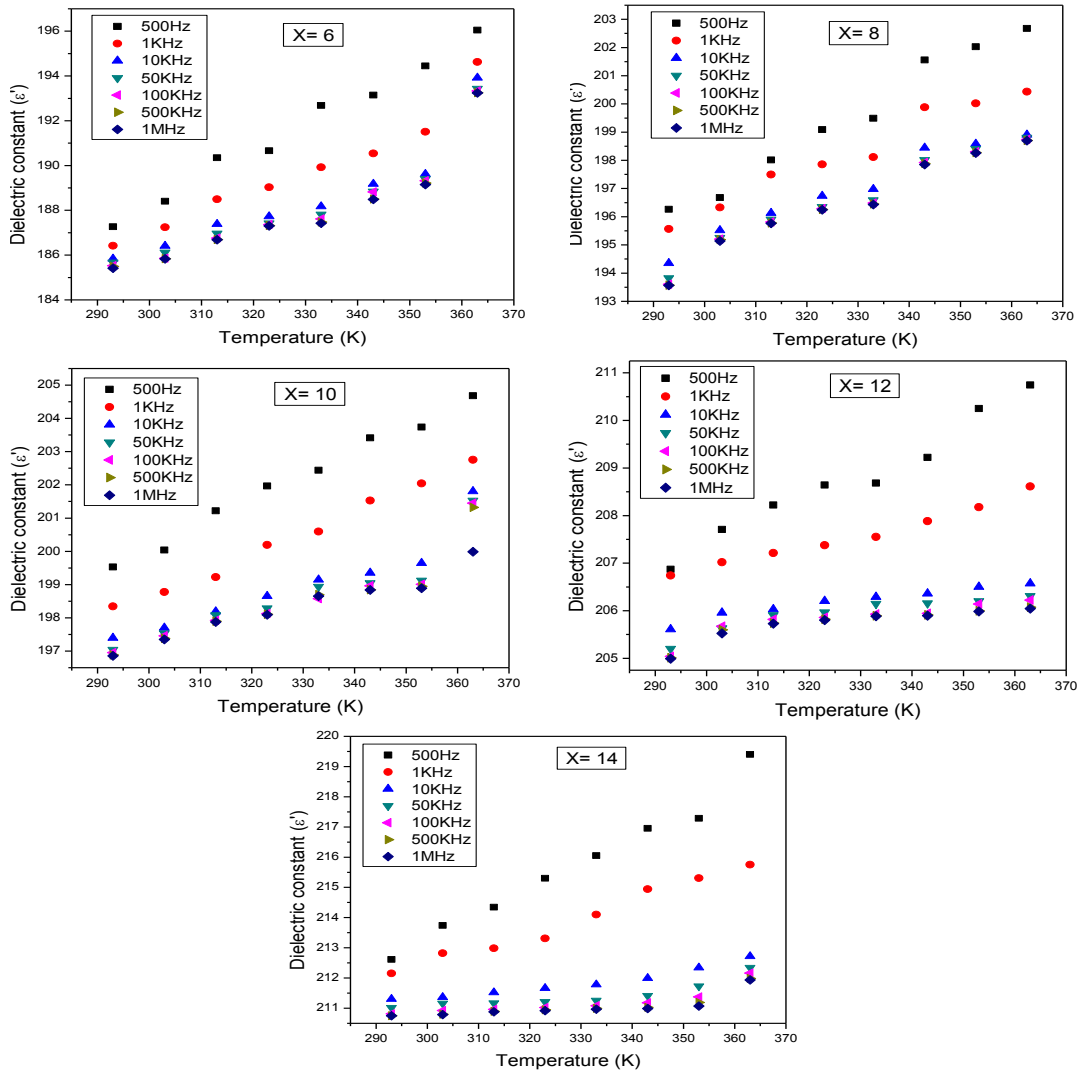 Dielectric constant (ε')
196
194
192
190
188
186
184
500Hz
1KHz
10KHz
50KHz
100KHz
500KHz
1MHz
X= 6
290 300 310 320 330 340 350 360 370
Temperature (K)
Dielectric constant (ε')
203
202
201
200
199
198
197
196
195
194
193
500Hz
1KHz
10KHz
50KHz
100KHz
500KHz
1MHz
X= 8
290 300 310 320 330 340 350 360 370
Temperature (K)
Dielectric constant (ε')
205
204
203
202
201
200
199
198
197
500Hz
1KHz
10KHz
50KHz
100KHz
500KHz
1MHz
X= 10
290 300 310 320 330 340 350 360 370
Temperature (K)
Dielectric constant (ε')
211
210
209
208
207
206
205
500Hz
1KHz
10KHz
50KHz
100KHz
500KHz
1MHz
X= 12
290 300 310 320 330 340 350 360 370
Temperature (K)
Dielectric constant (ε')
220
219
218
217
216
215
214
213
212
211
500Hz
1KHz
10KHz
50KHz
100KHz
500KHz
1MHz
X= 14
290 300 310 320 330 340 350 360 370
Temperature (K)